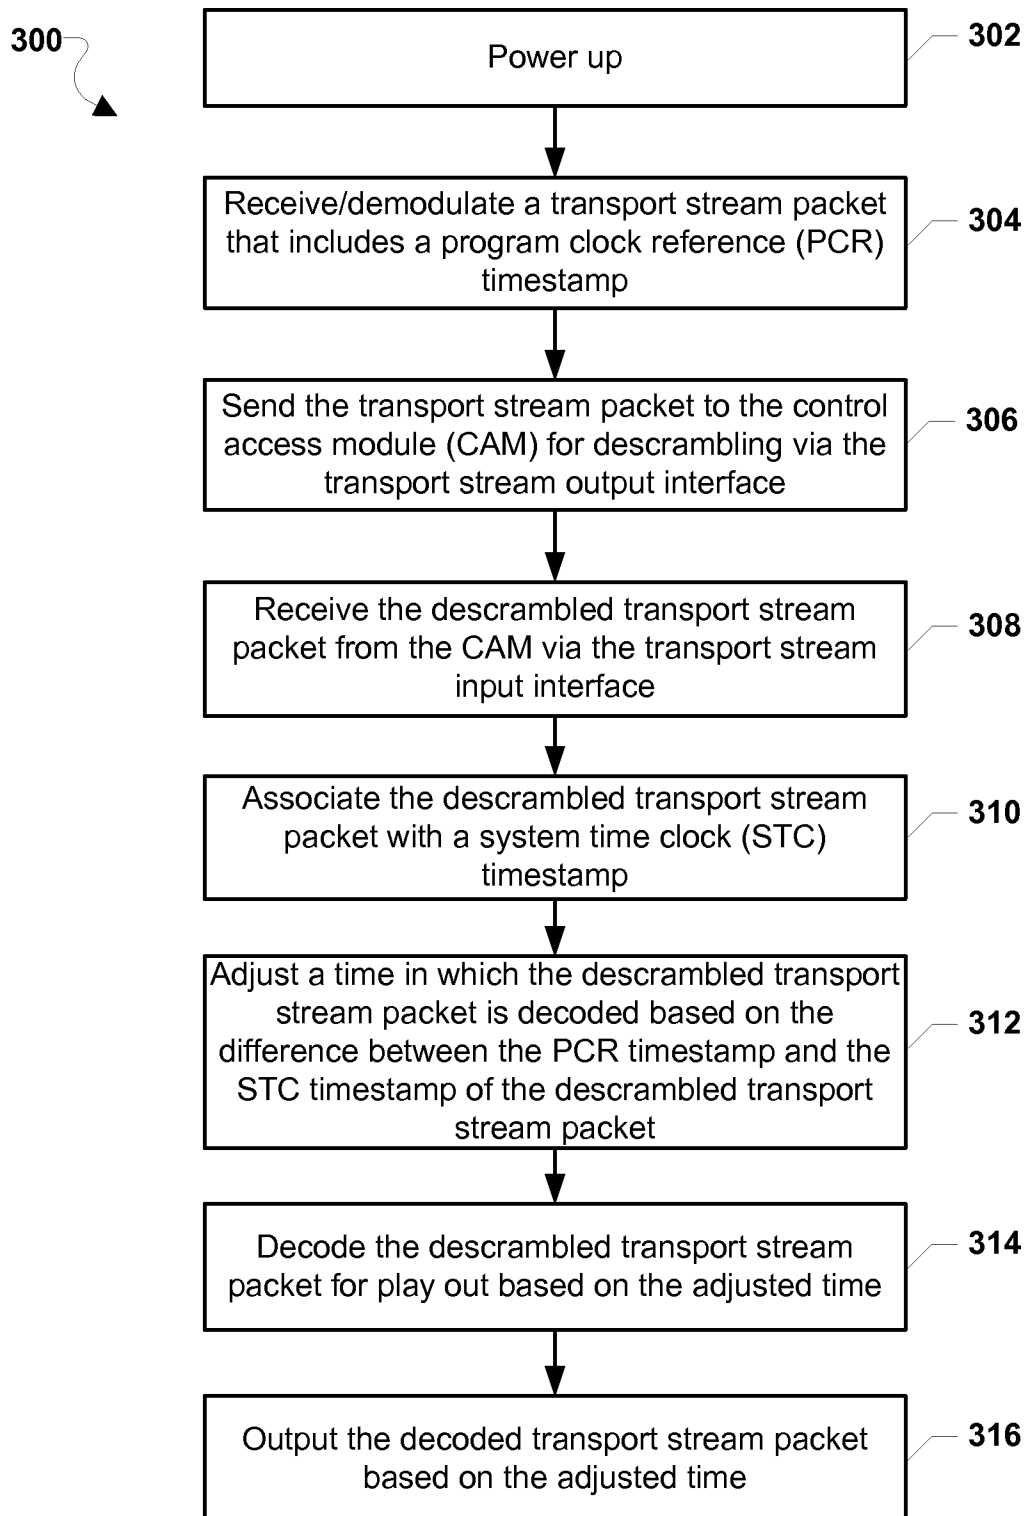 300
Power up
302
Receive/demodulate a transport stream packet
that includes a program clock reference (PCR)
timestamp
304
Send the transport stream packet to the control
access module (CAM) for descrambling via the
transport stream output interface
306
Receive the descrambled transport stream
packet from the CAM via the transport stream
input interface
308
Associate the descrambled transport stream
packet with a system time clock (STC)
timestamp
310
Adjust a time in which the descrambled transport
stream packet is decoded based on the
difference between the PCR timestamp and the
STC timestamp of the descrambled transport
stream packet
312
Decode the descrambled transport stream
packet for play out based on the adjusted time
314
Output the decoded transport stream packet
based on the adjusted time
316